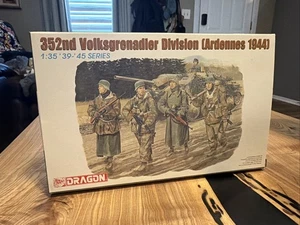 352nd Volksgrenadier Division (Ardennes 1944)
1:35 '39-'45 SERIES
DRAGON